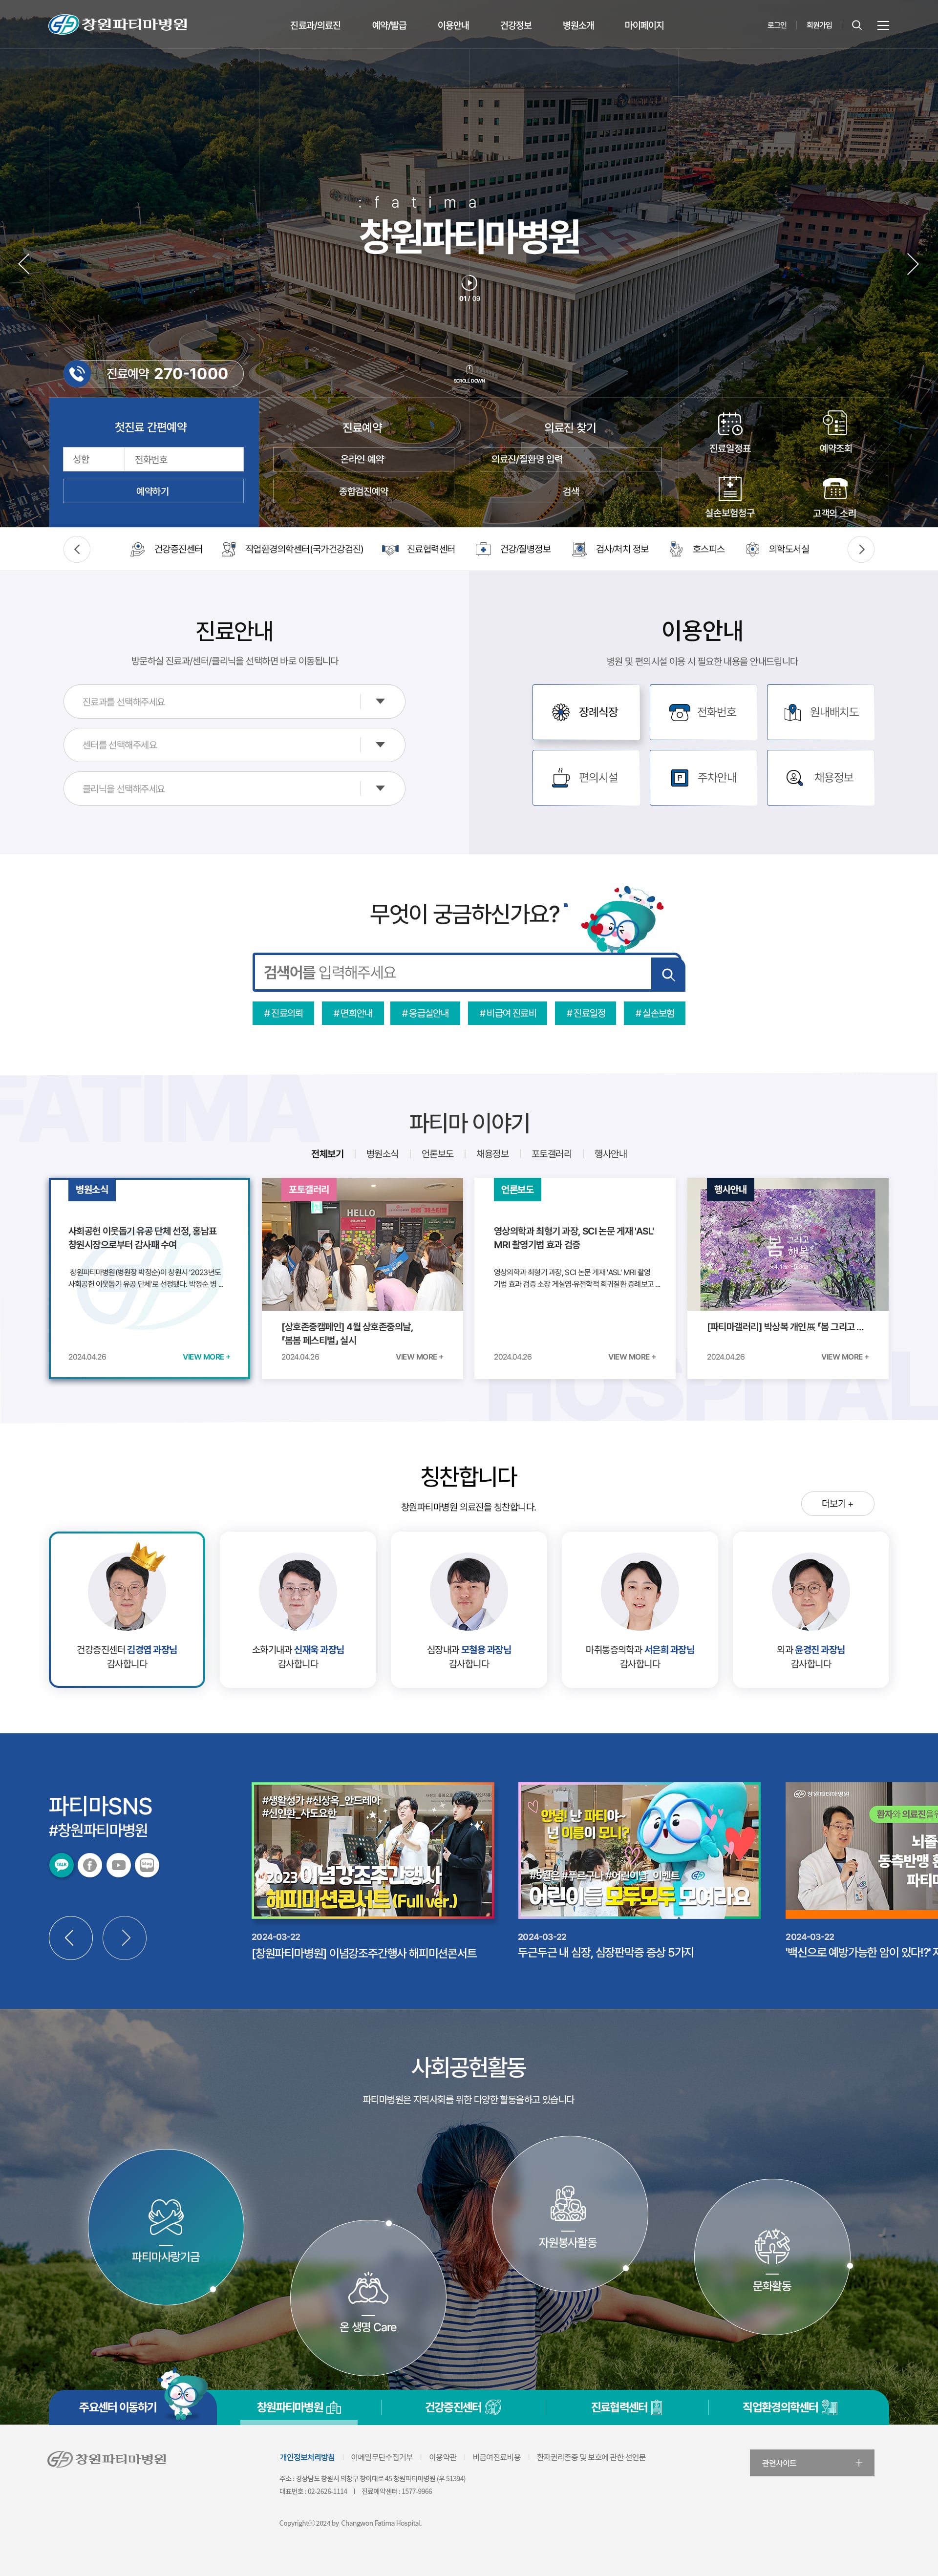 창원파티마병원
진료과/의료진 예약/발급 이용안내 건강정보 병원소개 마이페이지
로그인 회원가입
:fatima
창원파티마병원
01 / 09
진료예약 270-1000
SCROLL DOWN
첫진료 간편예약
성함 전화번호
예약하기
진료예약
온라인 예약
종합검진예약
의료진 찾기
의료진/질환명 입력
검색
진료일정표
예약조회
실손보험청구
고객의 소리
건강증진센터 직업환경의학센터(국가건강검진) 진료협력센터 건강/질병정보 검사/처치 정보 호스피스 의학도서실
진료안내
방문하실 진료과/센터/클리닉을 선택하면 바로 이동됩니다
진료과를 선택해주세요
센터를 선택해주세요
클리닉을 선택해주세요
이용안내
병원 및 편의시설 이용 시 필요한 내용을 안내드립니다
장례식장 전화번호 원내배치도
편의시설 주차안내 채용정보
무엇이 궁금하신가요?
검색어를 입력해주세요
# 진료의뢰 # 면회안내 # 응급실안내 # 비급여 진료비 # 진료일정 # 실손보험
FATIMA
파티마 이야기
전체보기 병원소식 언론보도 채용정보 포토갤러리 행사안내
병원소식
사회공헌 이웃돕기 유공 단체 선정, 홍남표
창원시장으로부터 감사패 수여
창원파티마병원(병원장 박정순)이 창원시 '2023년도
사회공헌 이웃돕기 유공 단체'로 선정됐다. 박정순 병 ...
2024.04.26 VIEW MORE +
포토갤러리
HELLO
[상호존중캠페인] 4월 상호존중의날,
『봄봄 페스티벌』 실시
2024.04.26 VIEW MORE +
언론보도
영상의학과 최형기 과장, SCI 논문 게재 'ASL'
MRI 촬영기법 효과 검증
영상의학과 최형기 과장, SCI 논문 게재 'ASL' MRI 촬영
기법 효과 검증 소장 게실염·유전학적 희귀질환 증례보고 ...
2024.04.26 VIEW MORE +
행사안내
봄 그리고 행복
[파티마갤러리] 박상복 개인展 『봄 그리고 ...
2024.04.26 VIEW MORE +
HOSPITAL
칭찬합니다
창원파티마병원 의료진을 칭찬합니다.
더보기 +
건강증진센터 김경엽 과장님
감사합니다
소화기내과 신재욱 과장님
감사합니다
심장내과 모철용 과장님
감사합니다
마취통증의학과 서은희 과장님
감사합니다
외과 윤경진 과장님
감사합니다
파티마SNS
#창원파티마병원
TALK
#생활성가 #신상옥_안드레아
#신인환_사도요한
2023 이념강조주간행사
해피미션콘서트(Full ver.)
2024-03-22
[창원파티마병원] 이념강조주간행사 해피미션콘서트
안녕! 난 파티야~
넌 이름이 모니?
#5월은 #푸르구나 #어린이날_이벤트
어린이들 모두모두 모여라요
2024-03-22
두근두근 내 심장, 심장판막증 증상 5가지
창원파티마병원
환자와 의료진을위
뇌졸
동측반맹 환
파티마
2024-03-22
'백신으로 예방가능한 암이 있다!?'
사회공헌활동
파티마병원은 지역사회를 위한 다양한 활동을하고 있습니다
파티마사랑기금
온 생명 Care
자원봉사활동
문화활동
주요센터 이동하기 창원파티마병원 건강증진센터 진료협력센터 직업환경의학센터
창원파티마병원
개인정보처리방침 이메일무단수집거부 이용약관 비급여진료비용 환자권리존중 및 보호에 관한 선언문
주소 : 경상남도 창원시 의창구 창이대로 45 창원파티마병원 (우 51394)
대표번호 : 02-2626-1114 I 진료예약센터 : 1577-9966
Copyrightⓒ 2024 by Changwon Fatima Hospital.
관련사이트 +